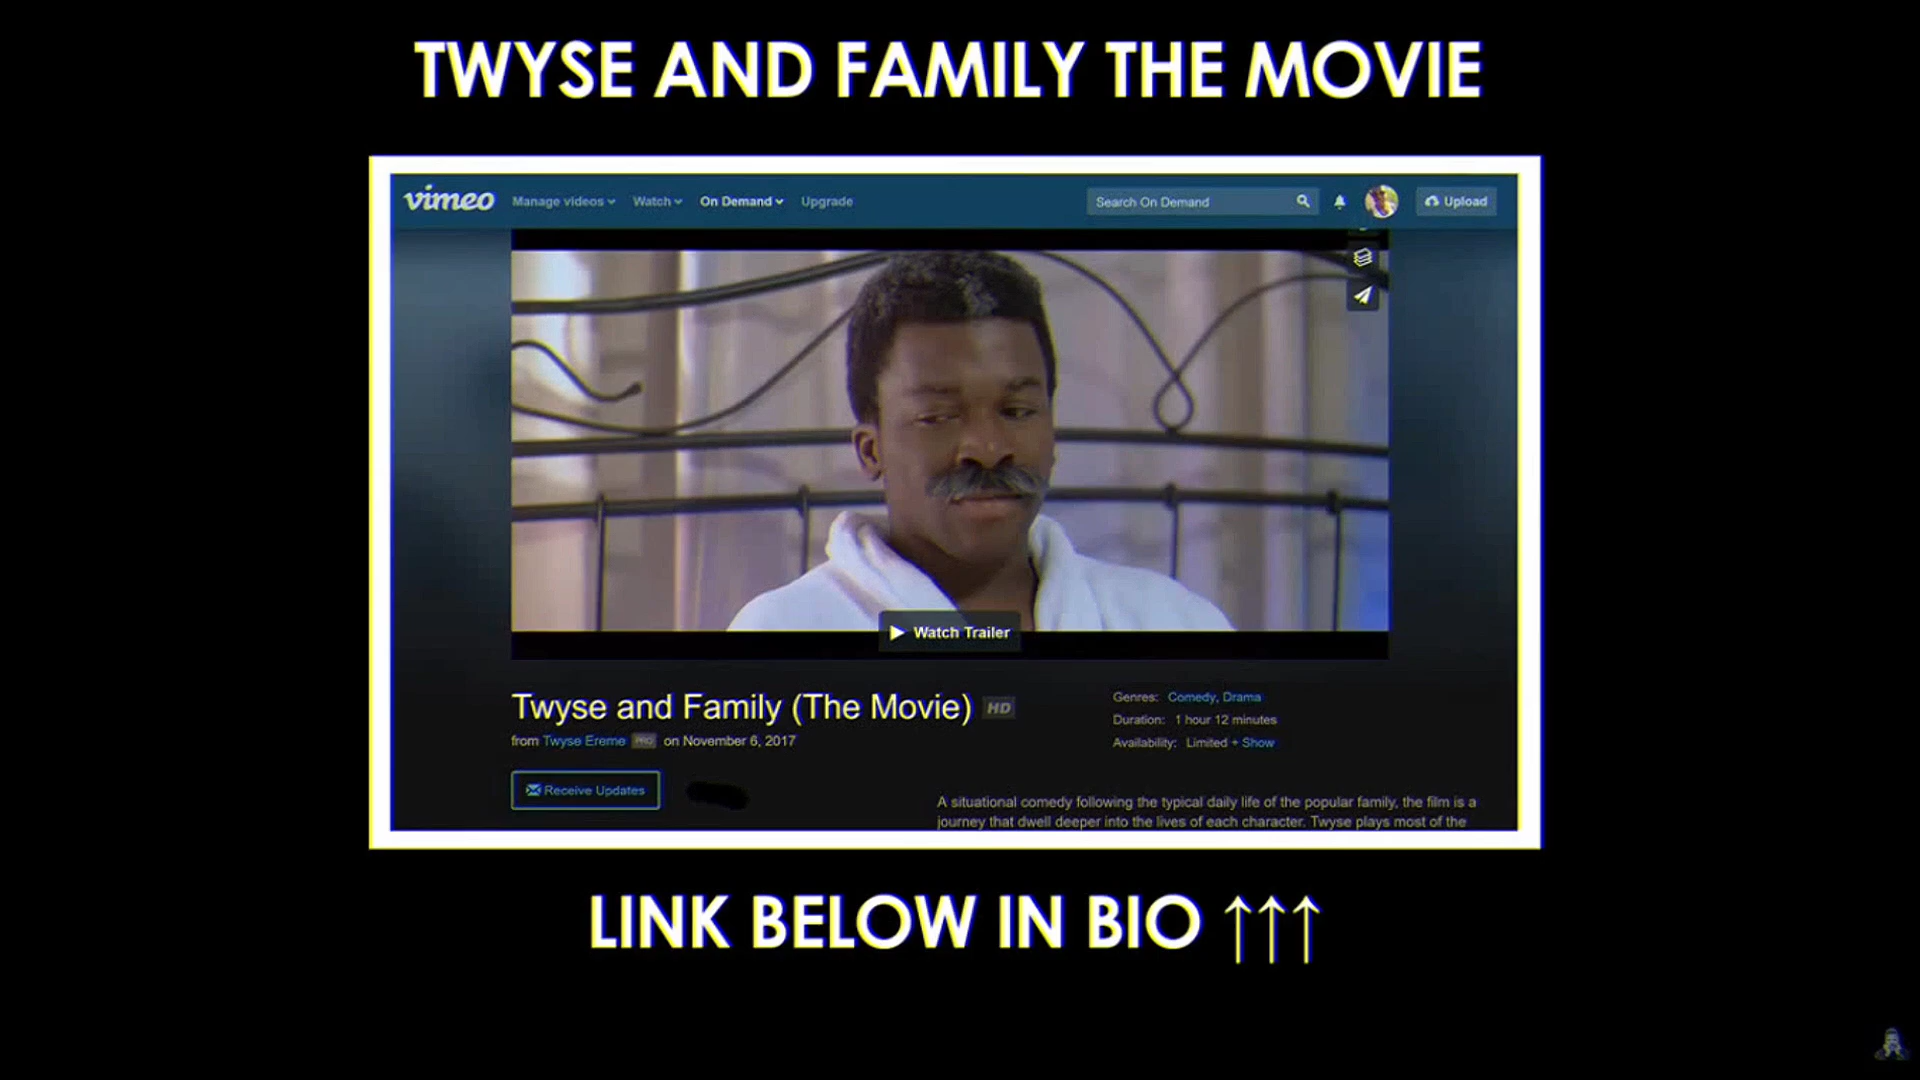 TWYSE AND FAMILY THE MOVIE
vimeo Manage videos Watch On Demand Upgrade Search On Demand Upload
Watch Trailer
Twyse and Family (The Movie) HD
from Twyse Ereme PRO on November 6, 2017
Receive Updates
Genres: Comedy, Drama
Duration: 1 hour 12 minutes
Availability: Limited + Show
A situational comedy following the typical daily life of the popular family, the film is a
journey that dwell deeper into the lives of each character. Twyse plays most of the
LINK BELOW IN BIO ↑↑↑